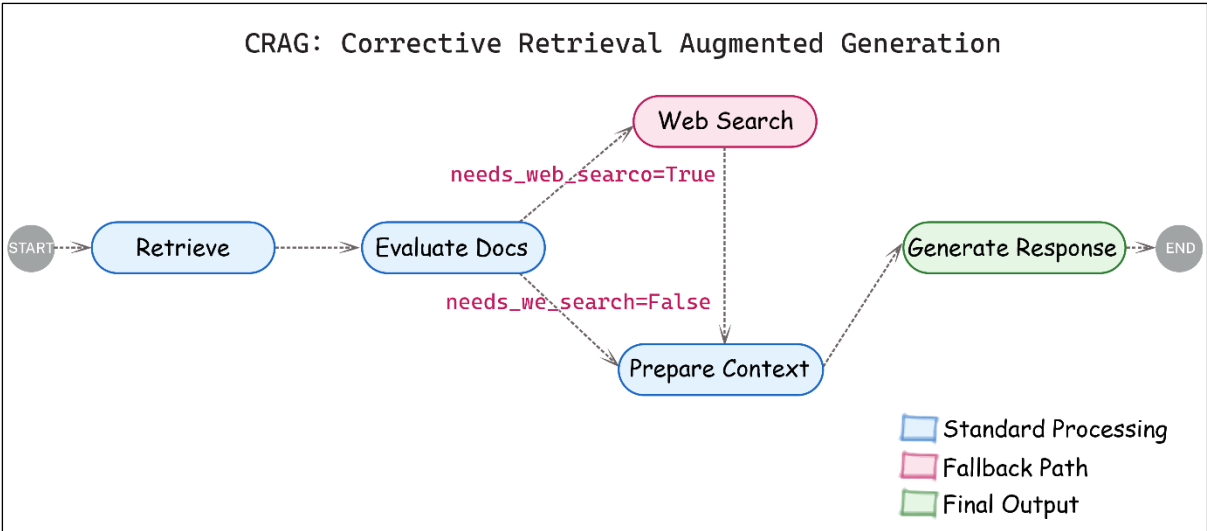 CRAG: Corrective Retrieval Augmented Generation
Web Search
needs_web_searco=True
START
Retrieve
Evaluate Docs
Generate Response
END
needs_we_search=False
Prepare Context
Standard Processing
Fallback Path
Final Output